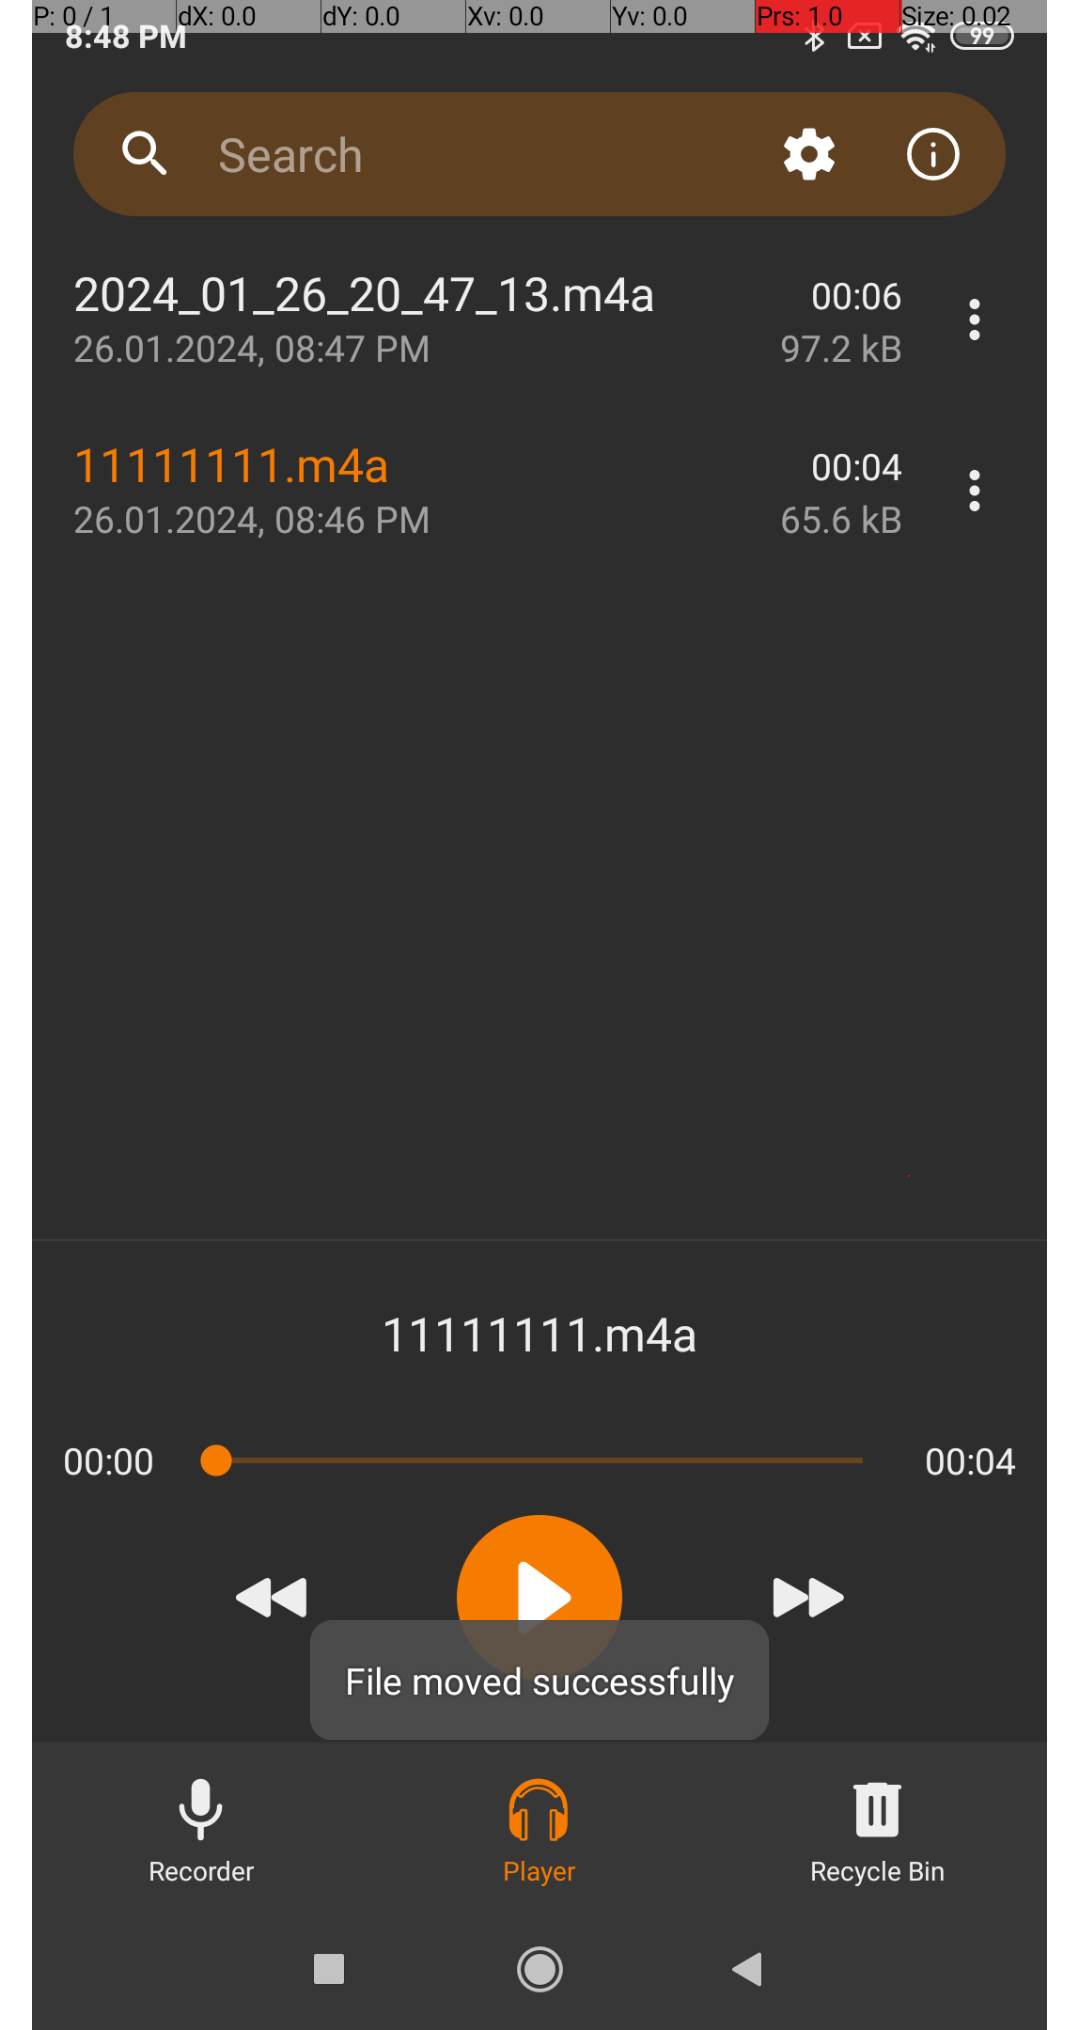 P: 0 / 1 dX: 0.0 dY: 0.0 Xv: 0.0 Yv: 0.0 Prs: 1.0 Size: 0.02
8:48 PM 99
Search
2024_01_26_20_47_13.m4a 00:06
26.01.2024, 08:47 PM 97.2 kB
11111111.m4a 00:04
26.01.2024, 08:46 PM 65.6 kB
11111111.m4a
00:00 00:04
File moved successfully
Recorder Player Recycle Bin